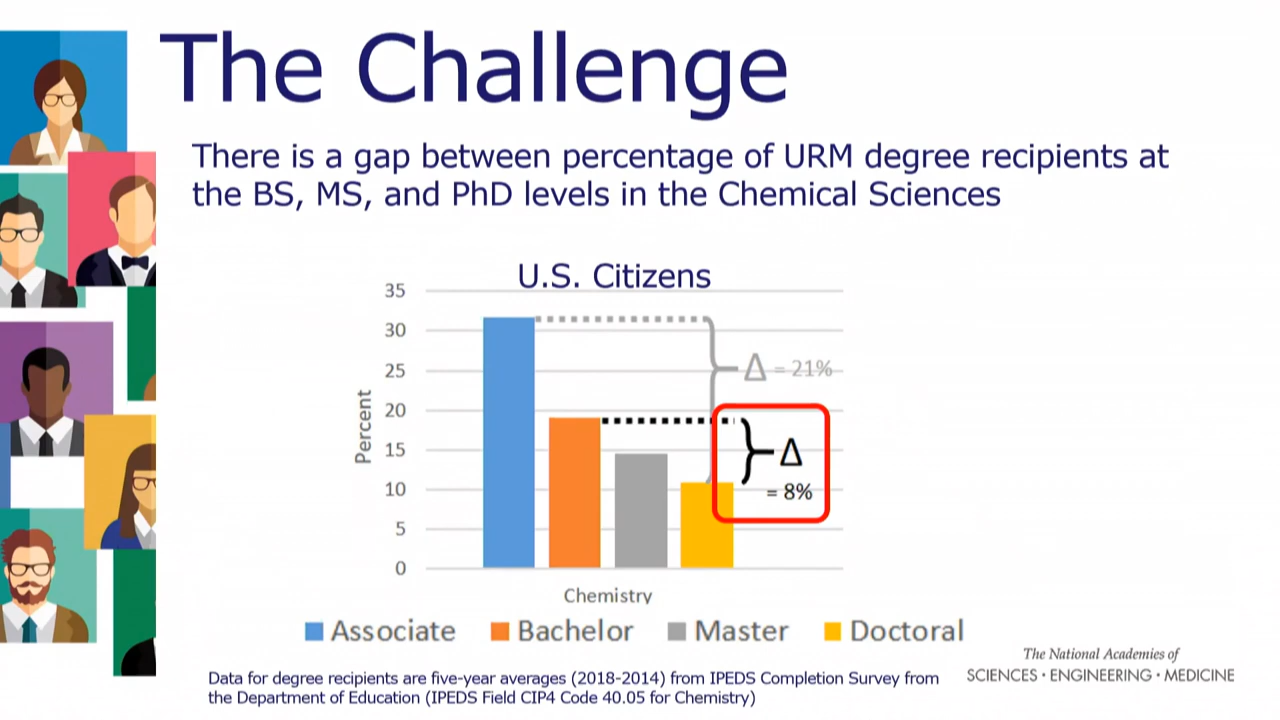 The Challenge
There is a gap between percentage of URM degree recipients at
the BS, MS, and PhD levels in the Chemical Sciences
U.S. Citizens
35
30
25
20
15
10
5
0
Percent
Δ = 21%
Δ
= 8%
Chemistry
Associate Bachelor Master Doctoral
Data for degree recipients are five-year averages (2018-2014) from IPEDS Completion Survey from
the Department of Education (IPEDS Field CIP4 Code 40.05 for Chemistry)
The National Academies of
SCIENCES · ENGINEERING · MEDICINE